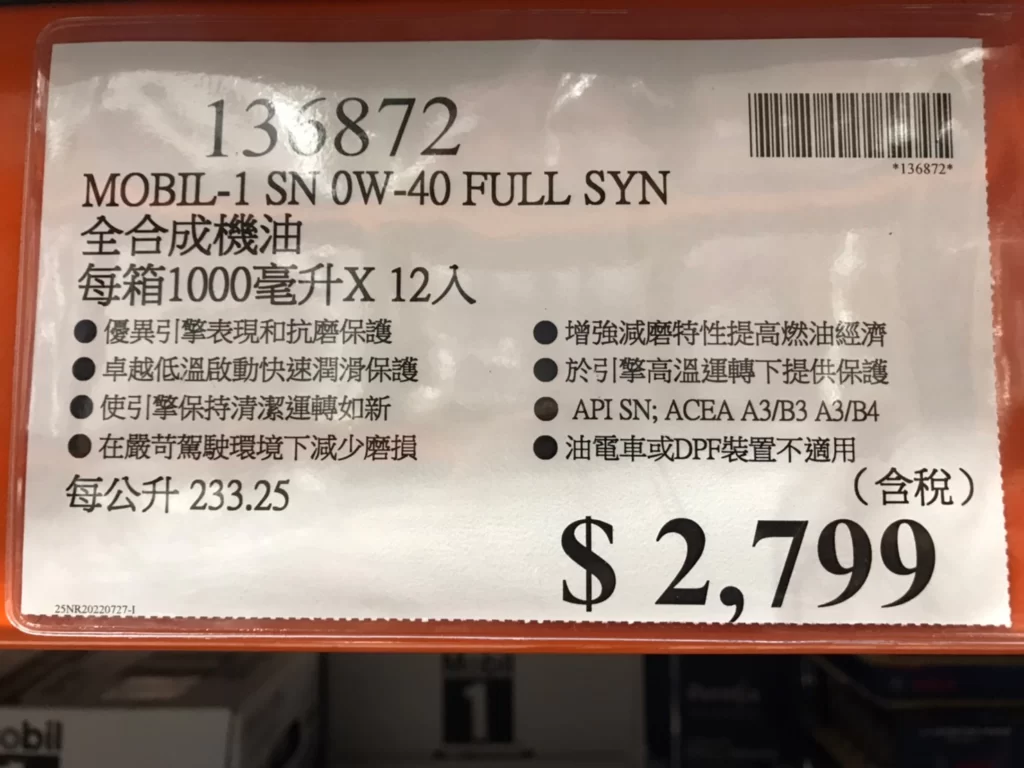 136872
*136872*
MOBIL-1 SN 0W-40 FULL SYN
全合成機油
每箱1000毫升X 12入
●優異引擎表現和抗磨保護
●卓越低溫啟動快速潤滑保護
●使引擎保持清潔運轉如新
●在嚴苛駕駛環境下減少磨損
●增強減磨特性提高燃油經濟
●於引擎高溫運轉下提供保護
● API SN; ACEA A3/B3 A3/B4
●油電車或DPF裝置不適用
每公升 233.25
（含稅）
$ 2,799
25NR20220727-1
obil
Mobil
1